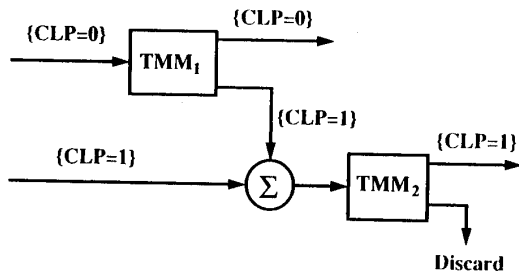 {CLP=0}
{CLP=0}
TMM1
{CLP=1}
{CLP=1}
{CLP=1}
Σ
TMM2
Discard